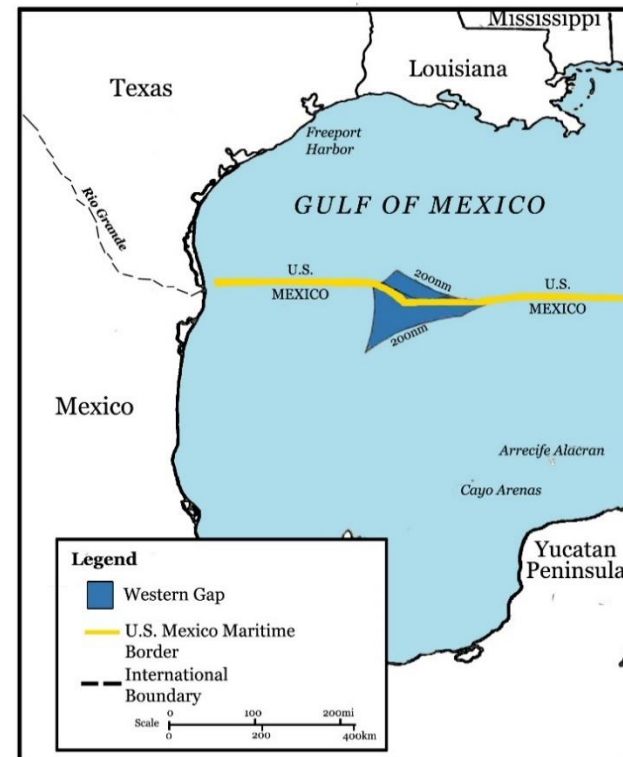 Mississippi
Louisiana
Texas
Freeport
Harbor
GULF OF MEXICO
Rio Grande
200nm
U.S.
MEXICO
U.S.
MEXICO
200nm
Mexico
Arrecife Alacran
Cayo Arenas
Yucatan
Peninsula
Legend
Western Gap
U.S. Mexico Maritime
Border
International
Boundary
Scale
0 100 200mi
0 200 400km